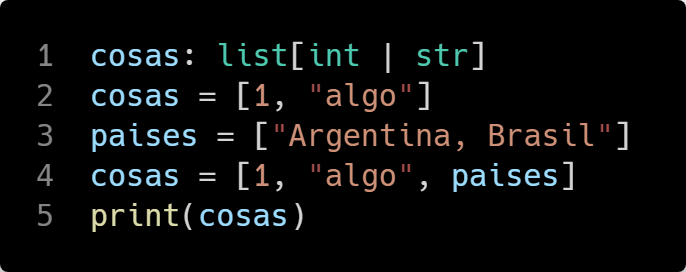 1 cosas: list[int | str]
2 cosas = [1, "algo"]
3 paises = ["Argentina, Brasil"]
4 cosas = [1, "algo", paises]
5 print(cosas)